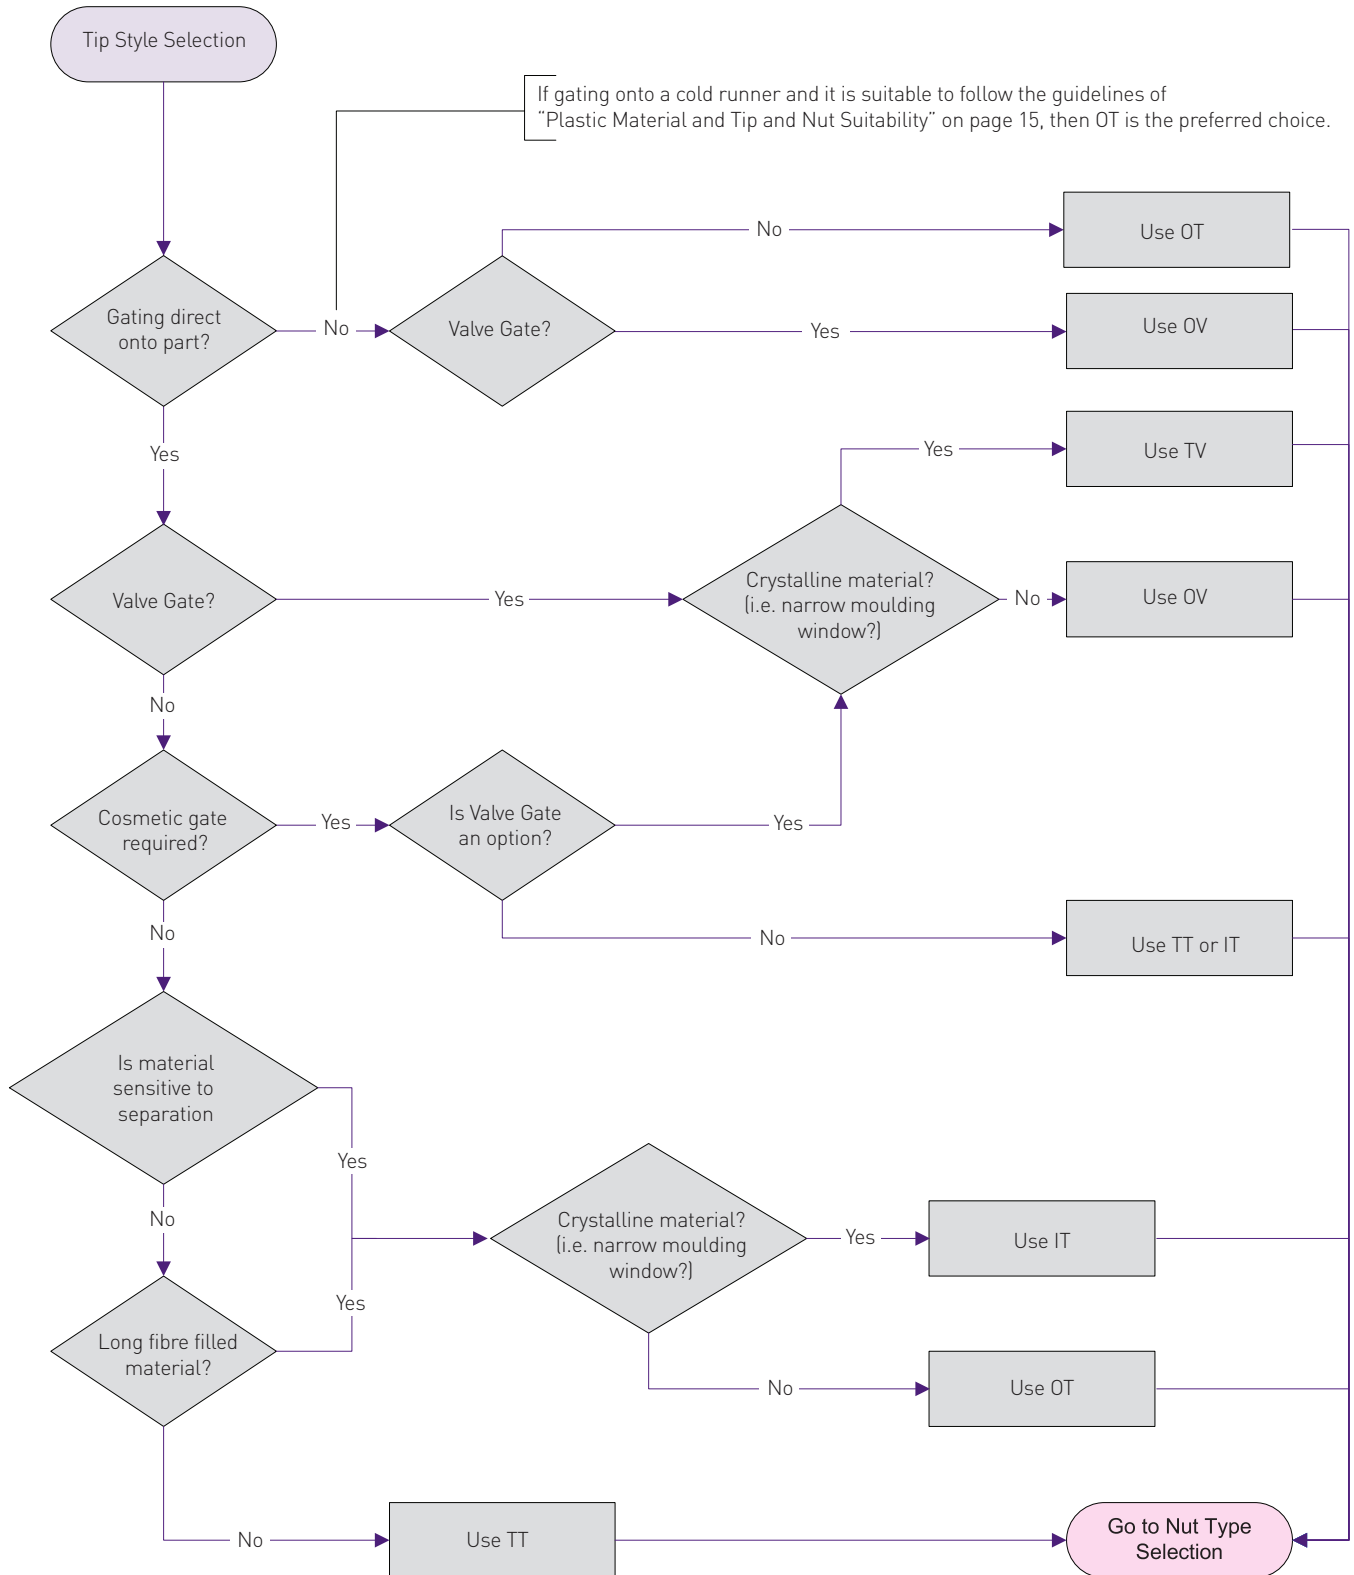 Tip Style Selection
If gating onto a cold runner and it is suitable to follow the guidelines of
"Plastic Material and Tip and Nut Suitability" on page 15, then OT is the preferred choice.
No
Use OT
Gating direct
onto part?
No
Valve Gate?
Yes
Use OV
Yes
Yes
Use TV
Valve Gate?
Yes
Crystalline material?
(i.e. narrow moulding
window?)
No
Use OV
No
Cosmetic gate
required?
Yes
Is Valve Gate
an option?
Yes
No
No
Use TT or IT
Is material
sensitive to
separation
Yes
No
Crystalline material?
(i.e. narrow moulding
window?)
Yes
Use IT
Yes
Long fibre filled
material?
No
Use OT
No
Use TT
Go to Nut Type
Selection